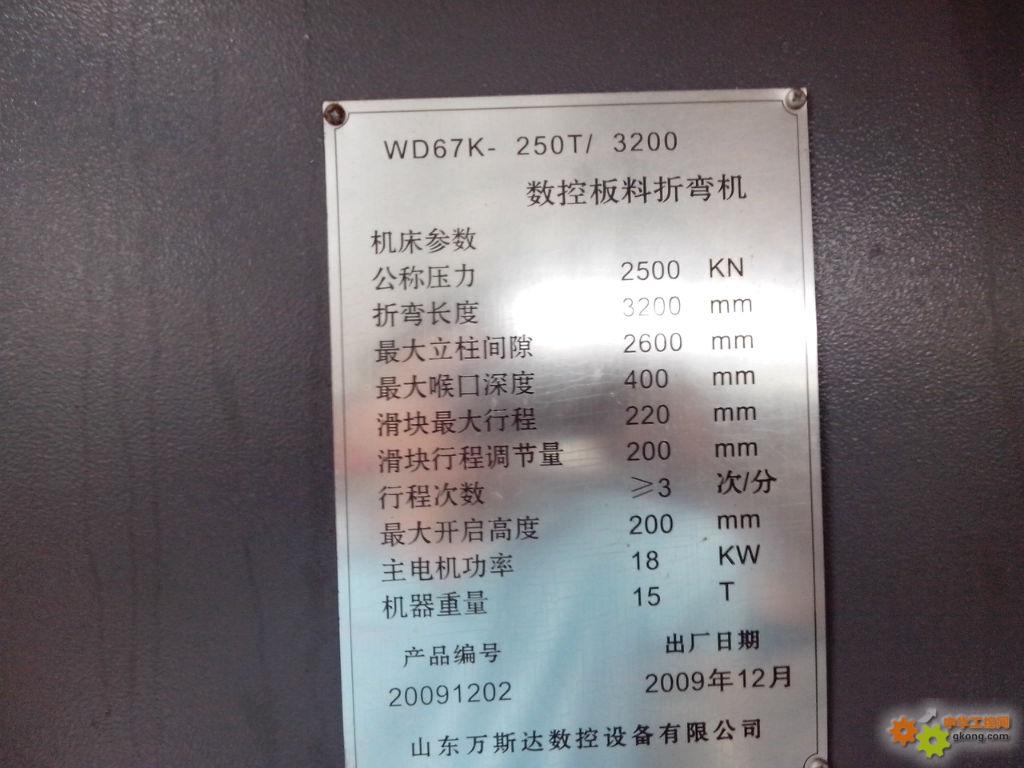 WD67K- 250T/ 3200
数控板料折弯机
机床参数
公称压力 2500 KN
折弯长度 3200 mm
最大立柱间隙 2600 mm
最大喉口深度 400 mm
滑块最大行程 220 mm
滑块行程调节量 200 mm
行程次数 ≥3 次/分
最大开启高度 200 mm
主电机功率 18 KW
机器重量 15 T
产品编号 出厂日期
20091202 2009年12月
山东万斯达数控设备有限公司
中华工控网
gkong.com